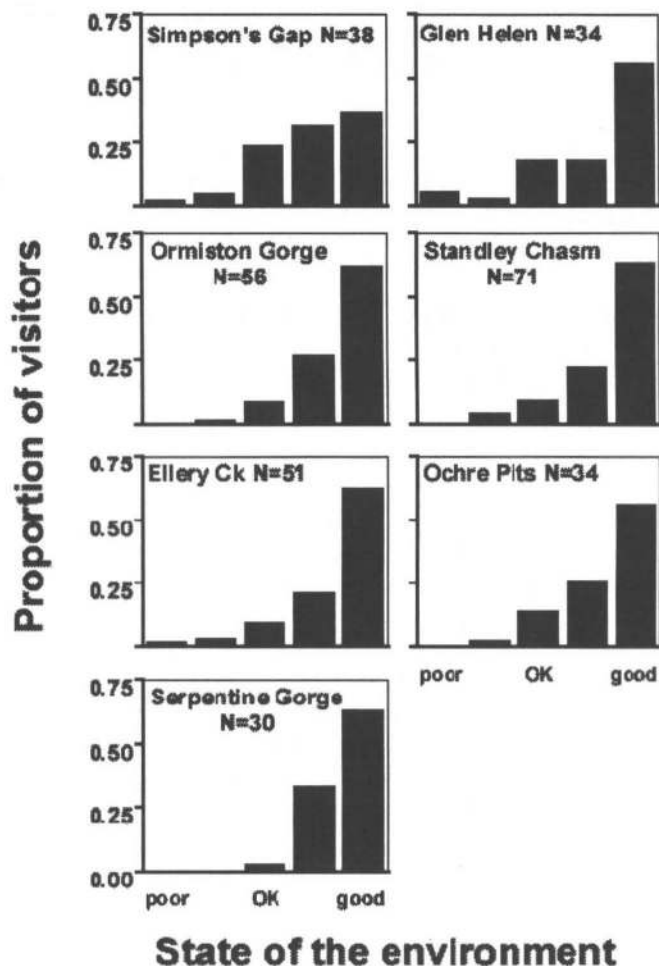 0.75
0.50
0.25
Simpson's Gap N=38
Glen Helen N=34
0.75
0.50
0.25
Ormiston Gorge
N=56
Standley Chasm
N=71
0.75
0.50
0.25
Ellery Ck N=51
Ochre Pits N=34
poor OK good
0.75
0.50
0.25
0.00
Serpentine Gorge
N=30
poor OK good
Proportion of visitors
State of the environment